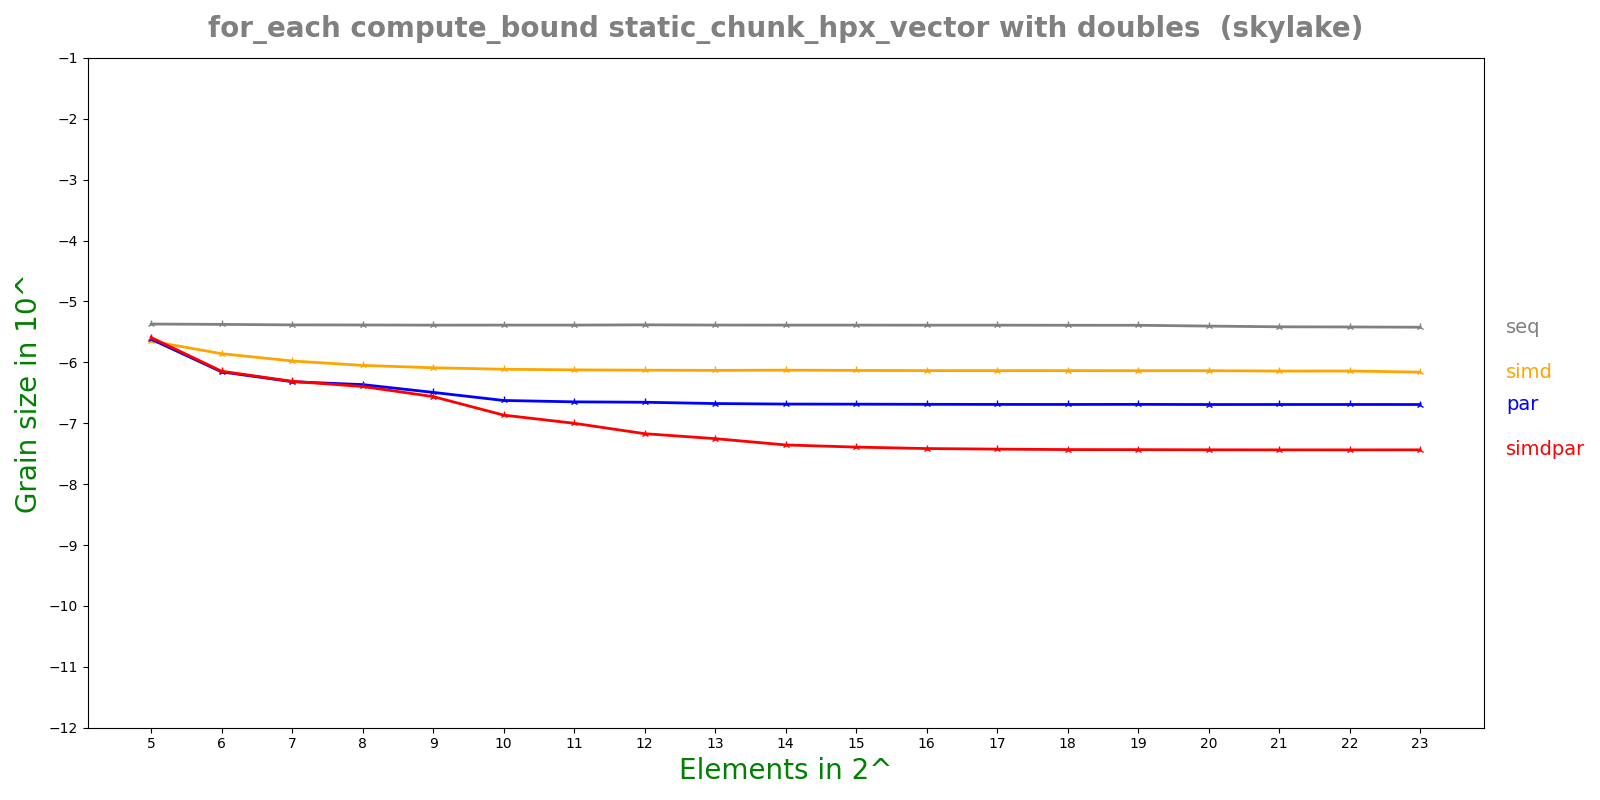 for_each compute_bound static_chunk_hpx_vector with doubles  (skylake)
−1
−2
−3
−4
−5
−6
−7
−8
−9
−10
−11
−12
Grain size in 10^
5 6 7 8 9 10 11 12 13 14 15 16 17 18 19 20 21 22 23
Elements in 2^
seq
simd
par
simdpar